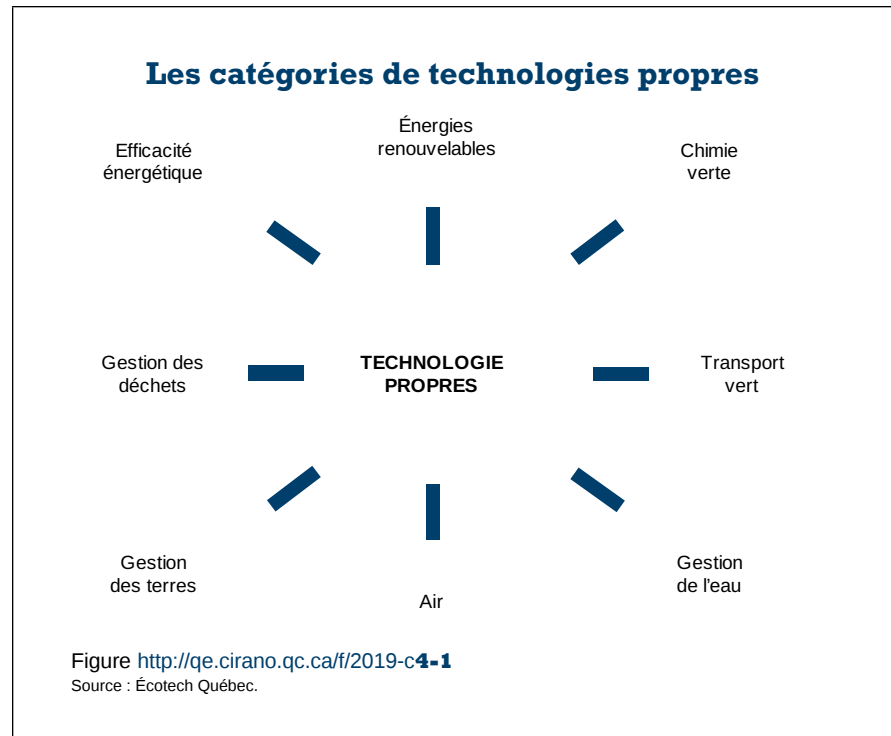 Les catégories de technologies propres
Énergies
renouvelables
Efficacité
énergétique
Chimie
verte
Gestion des
déchets
TECHNOLOGIE
PROPRES
Transport
vert
Gestion
des terres
Air
Gestion
de l'eau
Figure http://qe.cirano.qc.ca/f/2019-c4-1
Source : Écotech Québec.